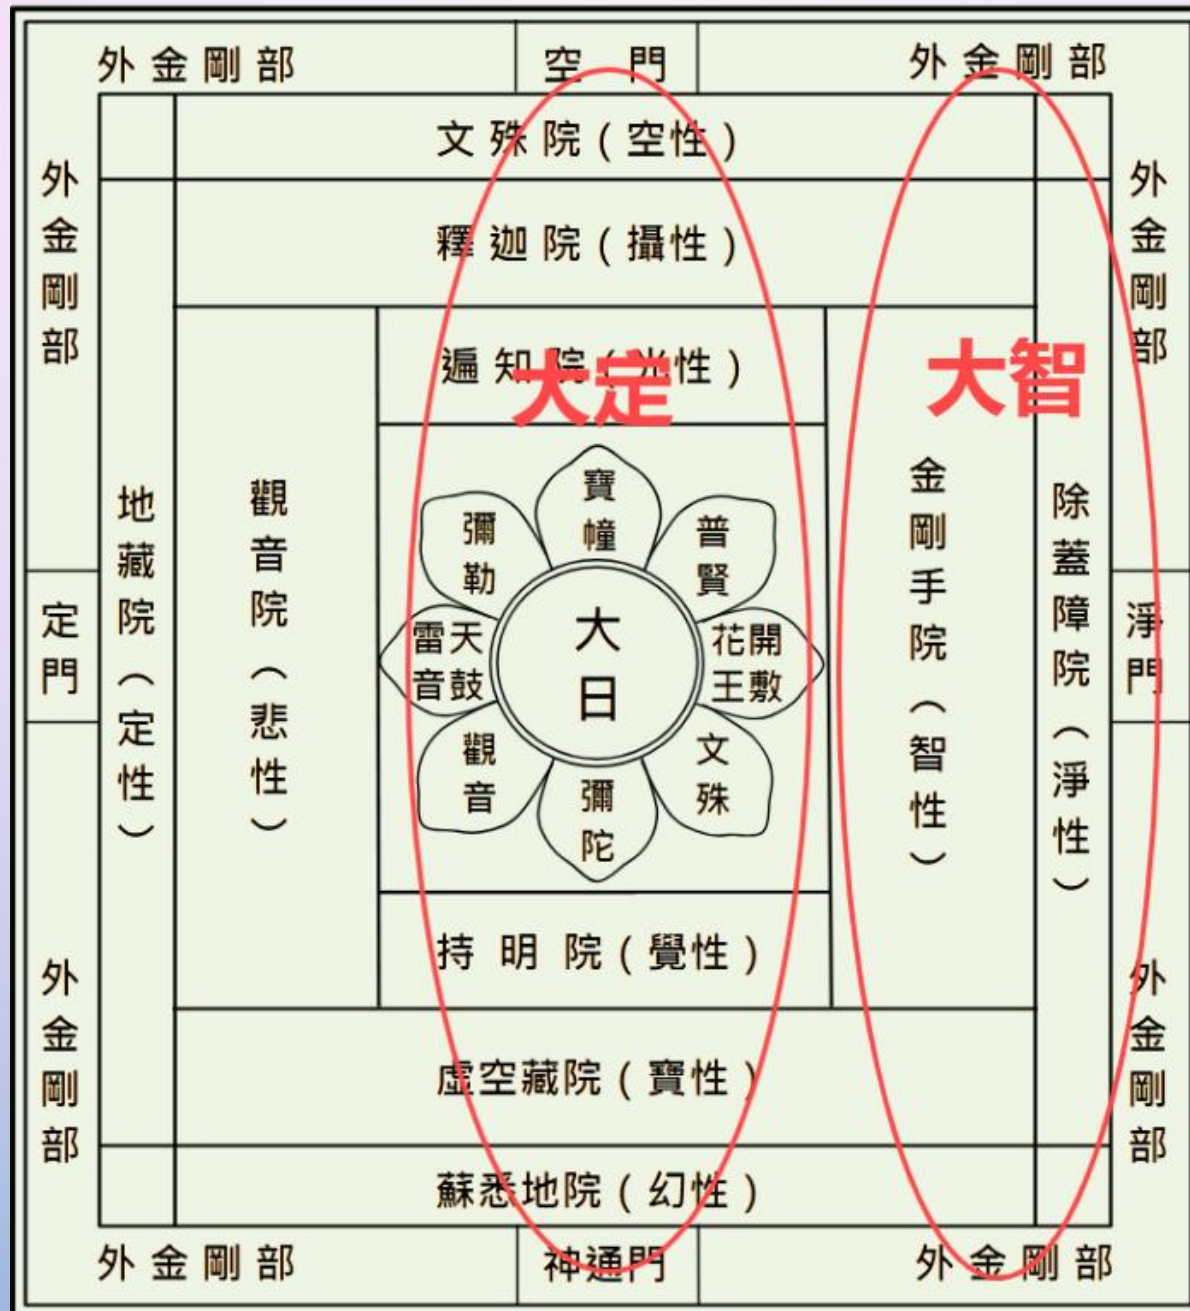 外金剛部
空門
外金剛部
文殊院（空性）
釋迦院（攝性）
遍知院（光性）
大定
大智
外金剛部
外金剛部
地藏院（定性）
觀音院（悲性）
寶幢
彌勒
普賢
天鼓雷音
大日
開敷花王
觀音
文殊
彌陀
金剛手院（智性）
除蓋障院（淨性）
定門
淨門
持明院（覺性）
虛空藏院（寶性）
蘇悉地院（幻性）
外金剛部
外金剛部
外金剛部
神通門
外金剛部